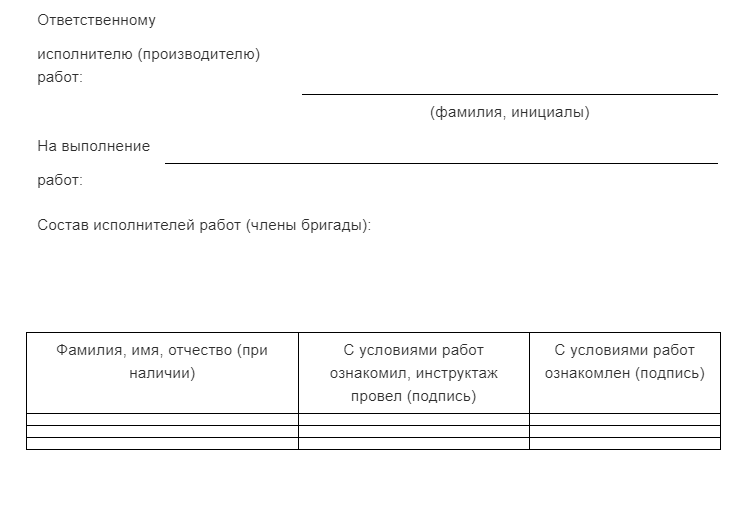 Ответственному
исполнителю (производителю)
работ:
(фамилия, инициалы)
На выполнение
работ:
Состав исполнителей работ (члены бригады):
Фамилия, имя, отчество (при
наличии)
С условиями работ
ознакомил, инструктаж
провел (подпись)
С условиями работ
ознакомлен (подпись)